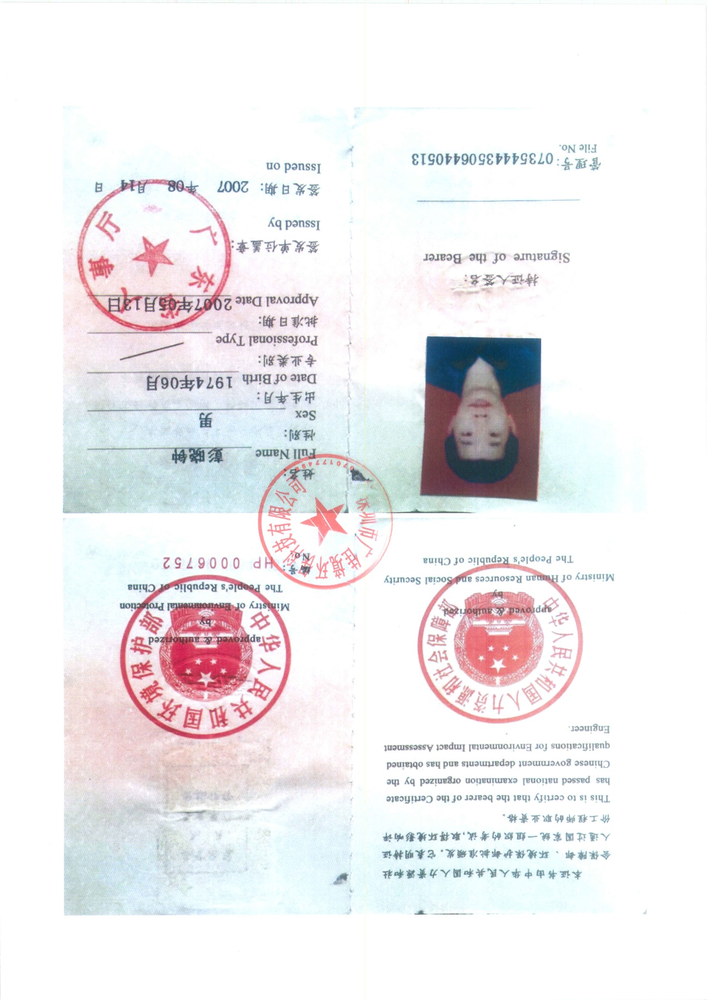 本证书由中华人民共和国人力资源和社
会保障部、环境保护部批准颁发。它表明持证
人通过国家统一组织的考试,取得环境影响评
价工程师的职业资格。
This is to certify that the bearer of the Certificate
has passed national examination organized by the
Chinese government departments and has obtained
qualifications for Environmental Impact Assessment
Engineer.
中华人民共和国人力资源和社会保障部
approved & authorized
by
Ministry of Human Resources and Social Security
The People's Republic of China
中华人民共和国环境保护部
approved & authorized
by
Ministry of Environmental Protection
The People's Republic of China
编号: HP 0006752
No.
深圳市广佳境环保科技有限公司
持证人签名:
Signature of the Bearer
管理号: 07354443506440513
File No.
姓名:
Full Name 彭晓钟
性别:
Sex 男
出生年月:
Date of Birth 1974年06月
专业类别:
Professional Type
批准日期:
Approval Date 2007年05月13日
签发单位盖章:
Issued by
广东省人事厅
签发日期: 2007 年 08 月 14 日
Issued on